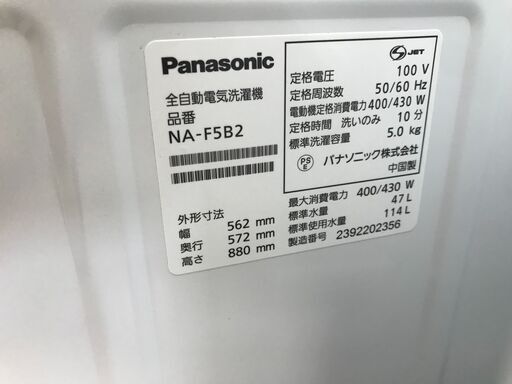 Panasonic
全自動電気洗濯機
品番
NA-F5B2
外形寸法
幅 562 mm
奥行 572 mm
高さ 880 mm
S JET
定格電圧 100 V
定格周波数 50/60 Hz
電動機定格消費電力 400/430 W
定格時間 洗いのみ 10 分
標準洗濯容量 5.0 kg
PS
E
パナソニック株式会社
中国製
最大消費電力 400/430 W
標準水量 47 L
標準使用水量 114 L
製造番号 2392202356